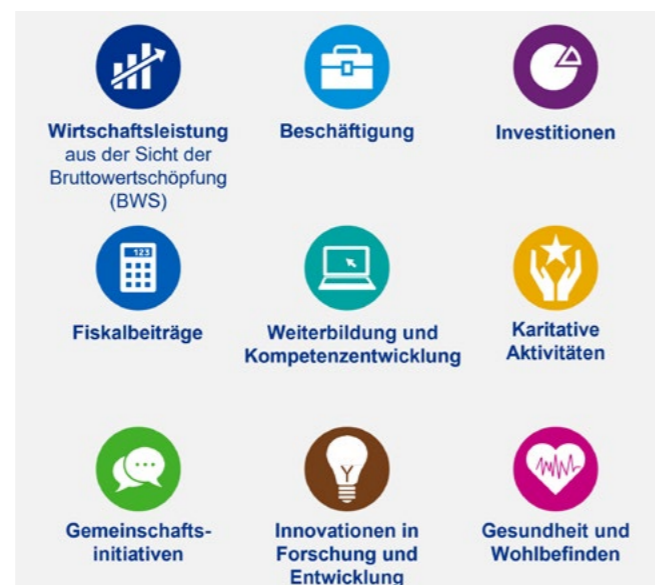 Wirtschaftsleistung
aus der Sicht der
Bruttowertschöpfung
(BWS)
Beschäftigung
Investitionen
123
Fiskalbeiträge
Weiterbildung und
Kompetenzentwicklung
Karitative
Aktivitäten
Gemeinschafts-
initiativen
Innovationen in
Forschung und
Entwicklung
Gesundheit und
Wohlbefinden